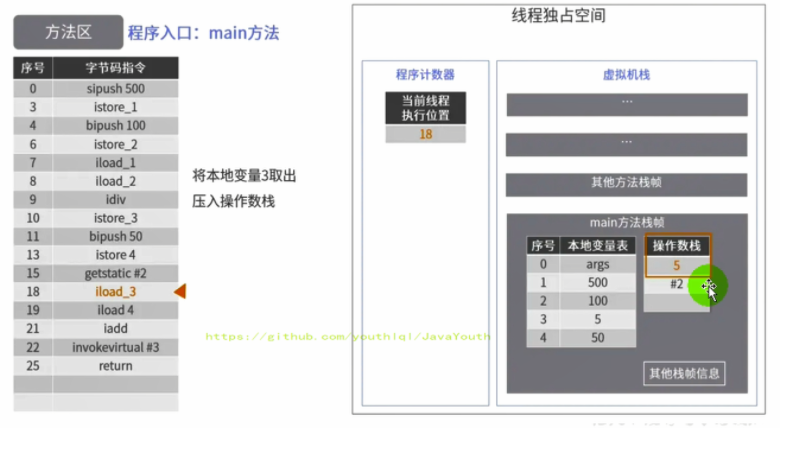 方法区
程序入口：main方法
序号 字节码指令
0 sipush 500
3 istore_1
4 bipush 100
6 istore_2
7 iload_1
8 iload_2
9 idiv
10 istore_3
11 bipush 50
13 istore 4
15 getstatic #2
18 iload_3
19 iload 4
21 iadd
22 invokevirtual #3
25 return
将本地变量3取出
压入操作数栈
线程独占空间
程序计数器
当前线程
执行位置
18
虚拟机栈
...
...
其他方法栈帧
main方法栈帧
序号 本地变量表
0 args
1 500
2 100
3 5
4 50
操作数栈
5
#2
其他栈帧信息
https://github.com/youthlql/JavaYouth